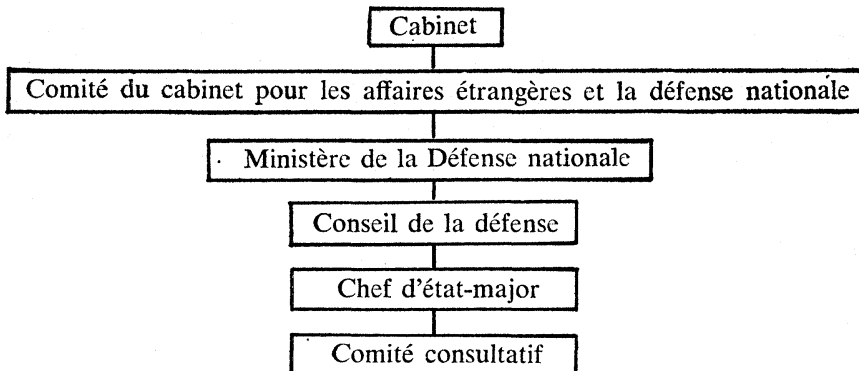 Cabinet
Comité du cabinet pour les affaires étrangères et la défense nationale
Ministère de la Défense nationale
Conseil de la défense
Chef d'état-major
Comité consultatif